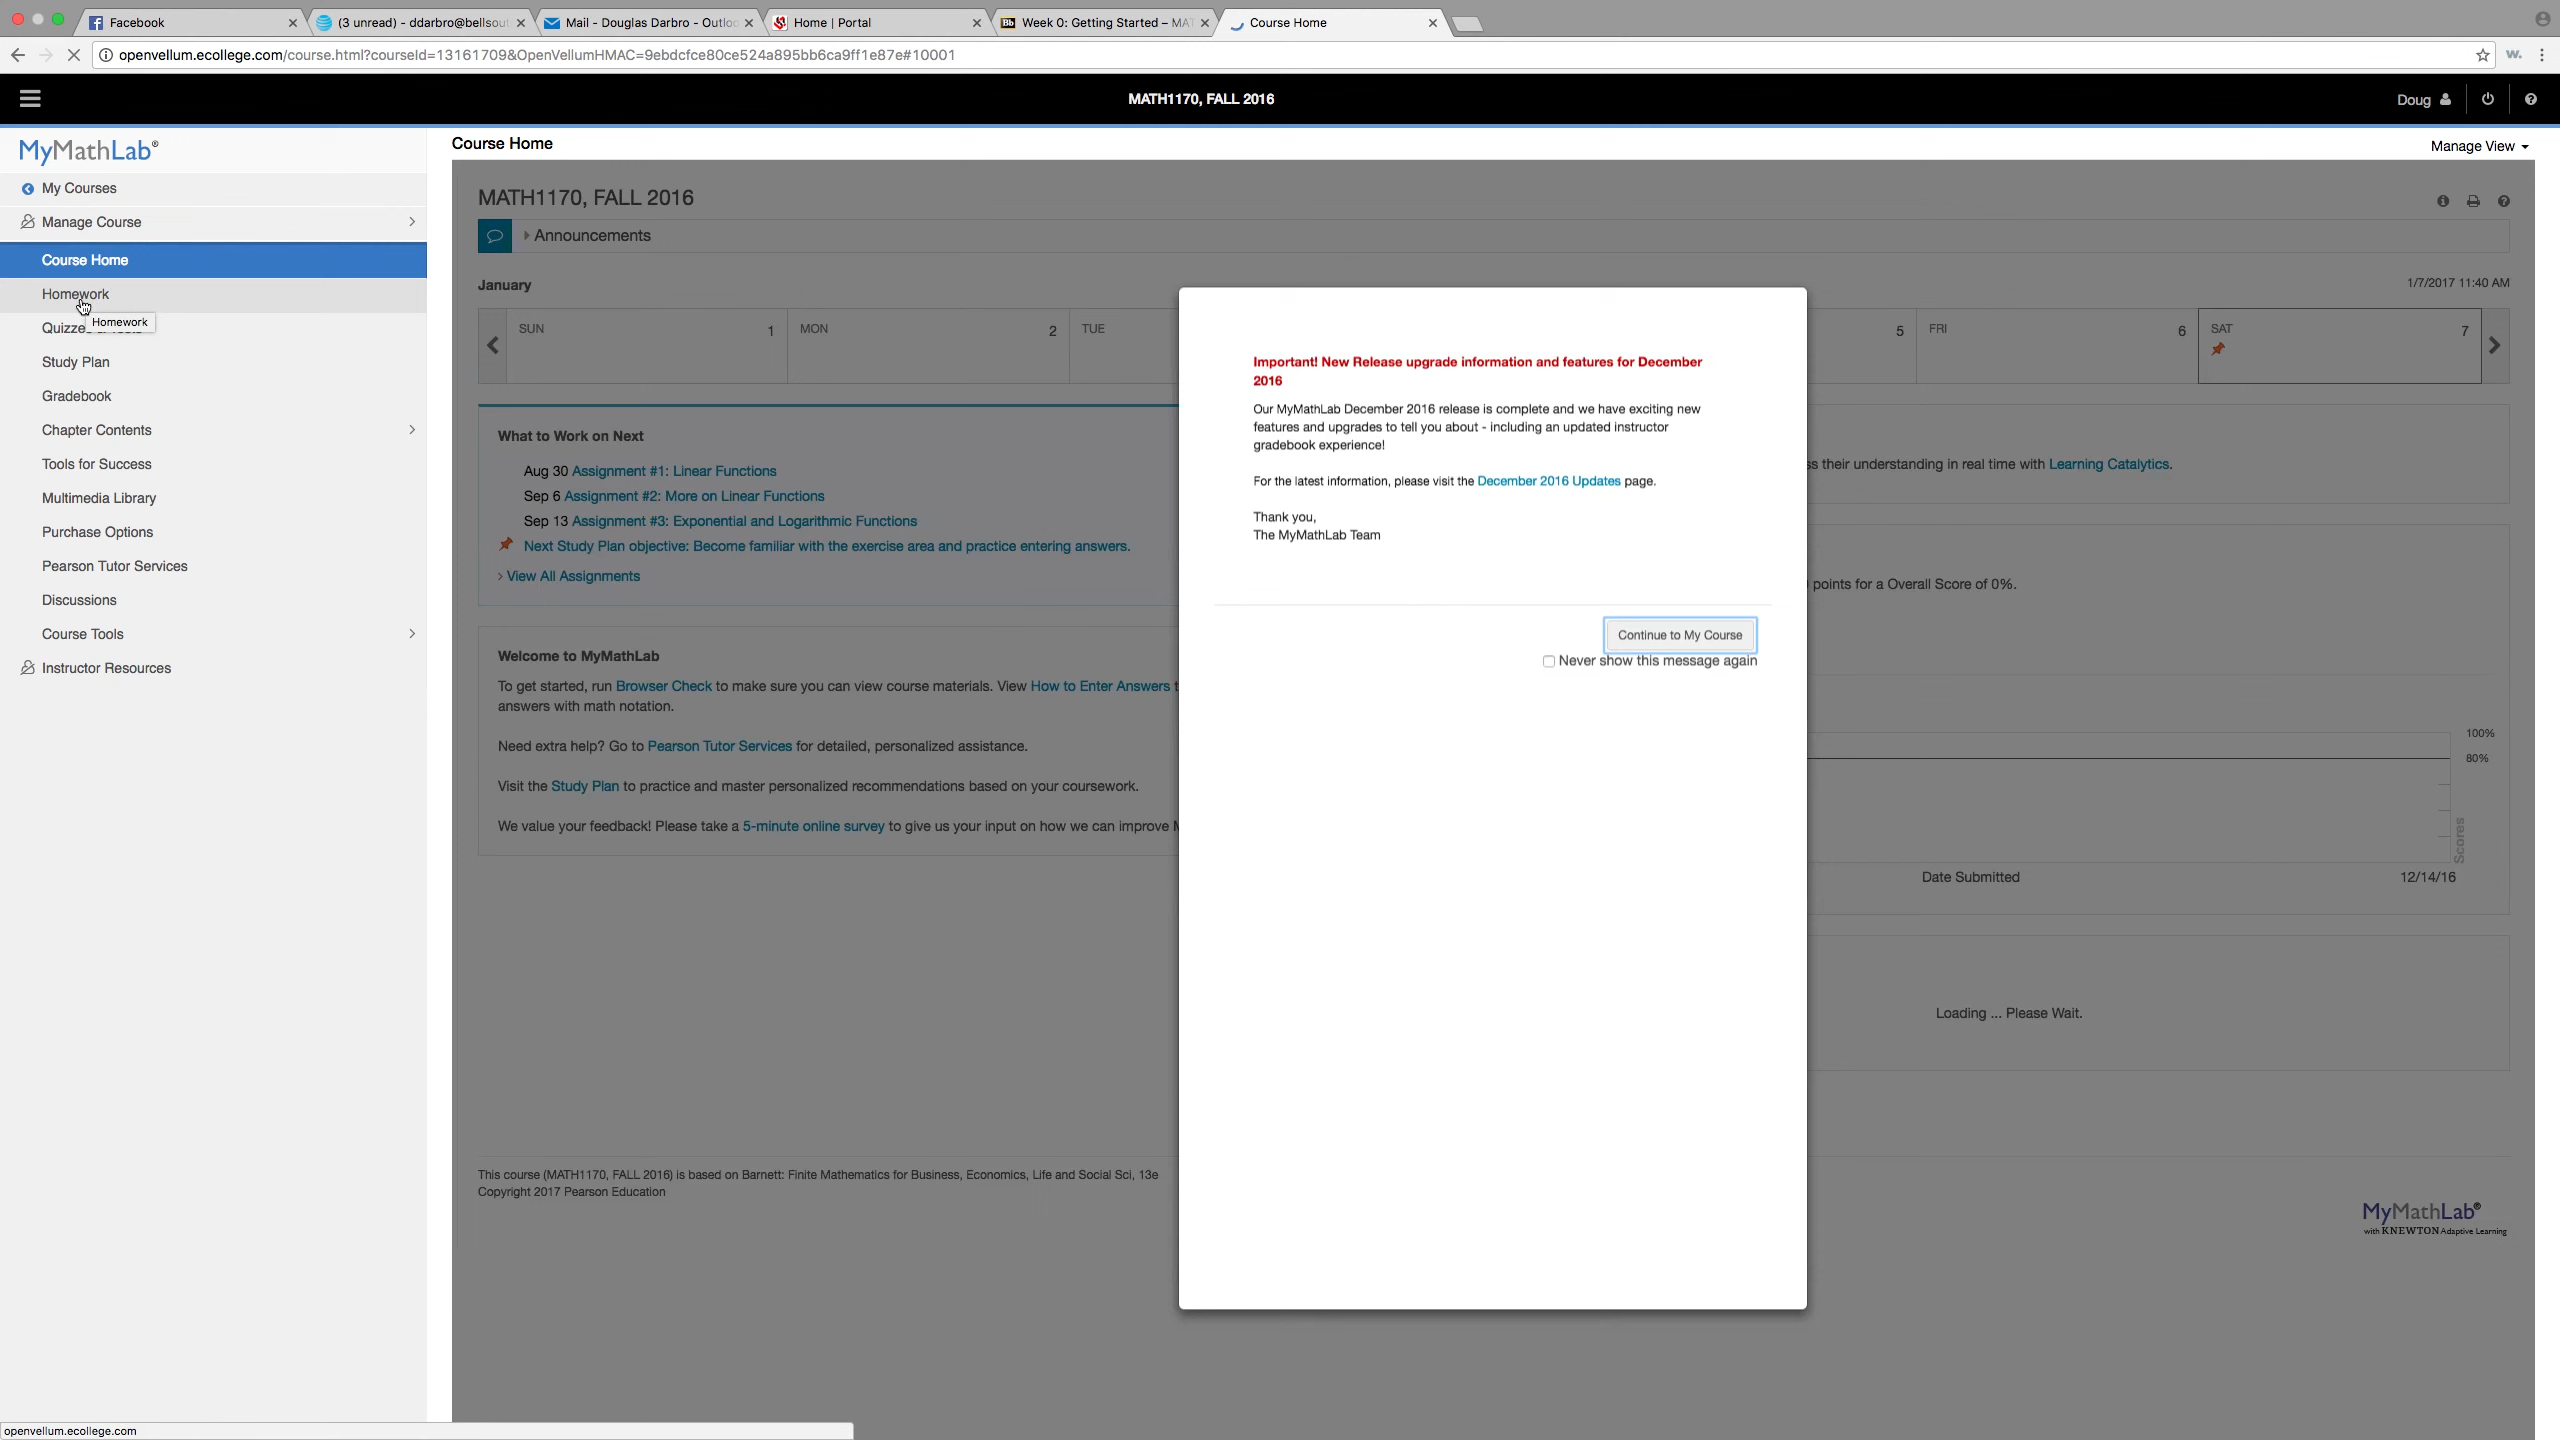 Facebook
(3 unread) - ddarbro@bellsout
Mail - Douglas Darbro - Outloo
Home | Portal
Bb Week 0: Getting Started – MAT
Course Home
openvellum.ecollege.com/course.html?courseId=13161709&OpenVellumHMAC=9ebdcfce80ce524a895bb6ca9ff1e87e#10001
MATH1170, FALL 2016
Doug
MyMathLab®
My Courses
Manage Course
Course Home
Homework
Homework
Quizzes
Study Plan
Gradebook
Chapter Contents
Tools for Success
Multimedia Library
Purchase Options
Pearson Tutor Services
Discussions
Course Tools
Instructor Resources
Course Home
Manage View
MATH1170, FALL 2016
Announcements
January
1/7/2017 11:40 AM
SUN 1 MON 2 TUE 5 FRI 6 SAT 7
What to Work on Next
Aug 30 Assignment #1: Linear Functions
Sep 6 Assignment #2: More on Linear Functions
Sep 13 Assignment #3: Exponential and Logarithmic Functions
Next Study Plan objective: Become familiar with the exercise area and practice entering answers.
View All Assignments
Welcome to MyMathLab
To get started, run Browser Check to make sure you can view course materials. View How to Enter Answers
answers with math notation.
Need extra help? Go to Pearson Tutor Services for detailed, personalized assistance.
Visit the Study Plan to practice and master personalized recommendations based on your coursework.
We value your feedback! Please take a 5-minute online survey to give us your input on how we can improve
Important! New Release upgrade information and features for December
2016
Our MyMathLab December 2016 release is complete and we have exciting new
features and upgrades to tell you about - including an updated instructor
gradebook experience!
For the latest information, please visit the December 2016 Updates page.
Thank you,
The MyMathLab Team
Continue to My Course
Never show this message again
their understanding in real time with Learning Catalytics.
points for a Overall Score of 0%.
100%
80%
Scores
Date Submitted
12/14/16
Loading ... Please Wait.
This course (MATH1170, FALL 2016) is based on Barnett: Finite Mathematics for Business, Economics, Life and Social Sci, 13e
Copyright 2017 Pearson Education
MyMathLab®
with KNEWTON Adaptive Learning
openvellum.ecollege.com